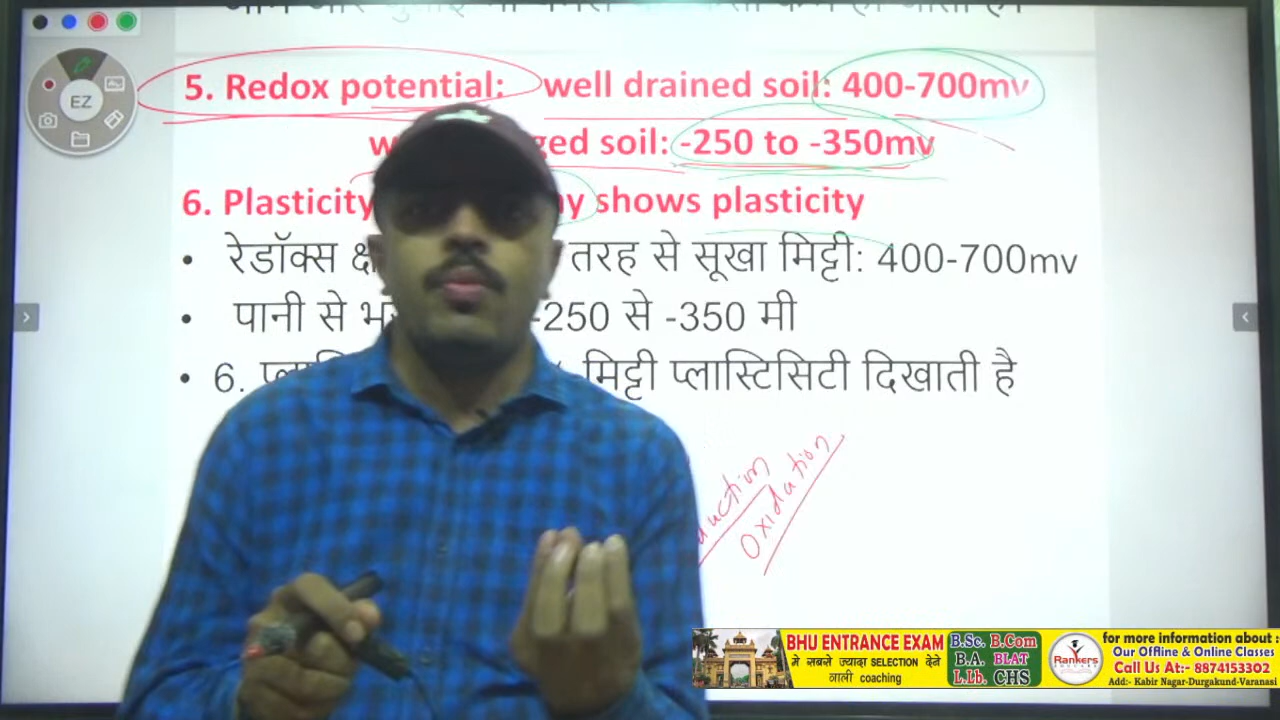 EZ
5. Redox potential: well drained soil: 400-700mv
soil: -250 to -350mv
6. Plasticity shows plasticity
• रेडॉक्स तरह से सूखा मिट्टी: 400-700mv
• पानी से -250 से -350 मी
• 6. मिट्टी प्लास्टिसिटी दिखाती है
Oxidation
BHU ENTRANCE EXAM
मे सबसे ज्यादा SELECTION देने
वाली coaching
B.Sc. B.Com
B.A. BLAT
L.Lb. CHS
Rankers
for more information about :
Our Offline & Online Classes
Call Us At:- 8874153302
Add:- Kabir Nagar-Durgakund-Varanasi